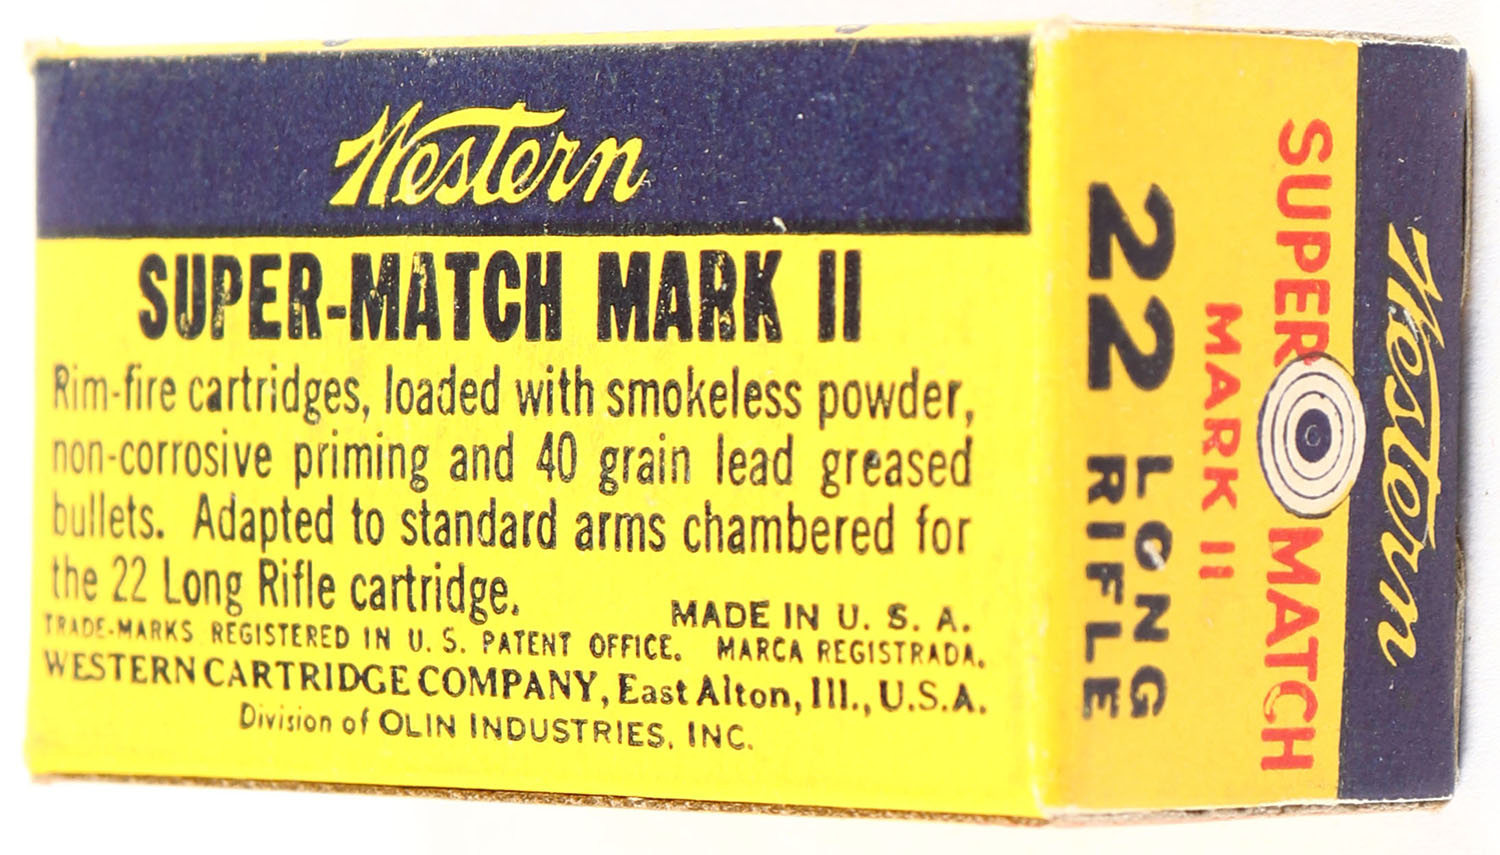 Western
SUPER-MATCH MARK II
Rim-fire cartridges, loaded with smokeless powder,
non-corrosive priming and 40 grain lead greased
bullets. Adapted to standard arms chambered for
the 22 Long Rifle cartridge.
MADE IN U. S. A.
TRADE-MARKS REGISTERED IN U. S. PATENT OFFICE. MARCA REGISTRADA.
WESTERN CARTRIDGE COMPANY, East Alton, Ill., U.S.A.
Division of OLIN INDUSTRIES, INC.
Western
SUPER MATCH
MARK II
22 LONG
RIFLE